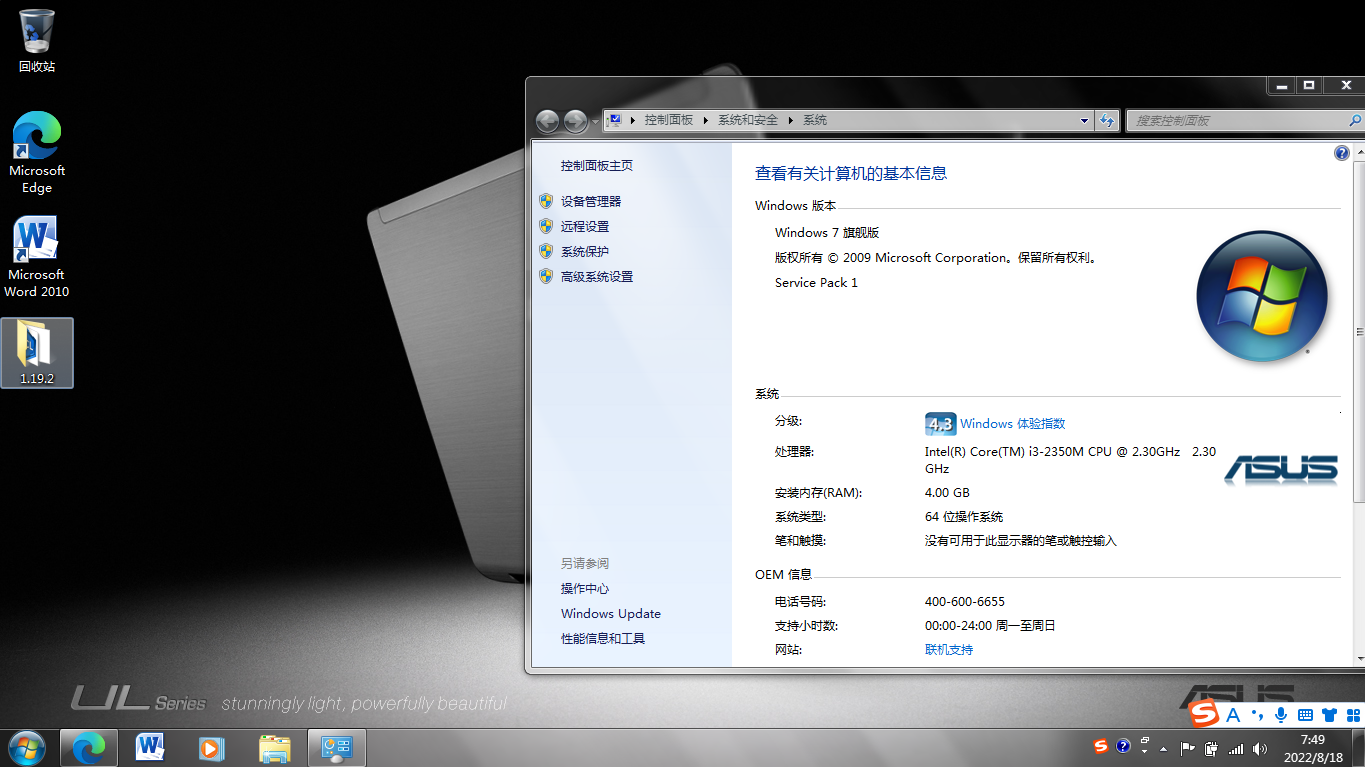 回收站
Microsoft
Edge
Microsoft
Word 2010
1.19.2
控制面板 系统和安全 系统
搜索控制面板
控制面板主页
设备管理器
远程设置
系统保护
高级系统设置
另请参阅
操作中心
Windows Update
性能信息和工具
查看有关计算机的基本信息
Windows 版本
Windows 7 旗舰版
版权所有 © 2009 Microsoft Corporation。保留所有权利。
Service Pack 1
系统
分级: 4.3 Windows 体验指数
处理器: Intel(R) Core(TM) i3-2350M CPU @ 2.30GHz 2.30
GHz
安装内存(RAM): 4.00 GB
系统类型: 64 位操作系统
笔和触摸: 没有可用于此显示器的笔或触控输入
ASUS
OEM 信息
电话号码: 400-600-6655
支持小时数: 00:00-24:00 周一至周日
网站: 联机支持
UL Series stunningly light, powerfully beautiful
ASUS
S A
7:49
2022/8/18